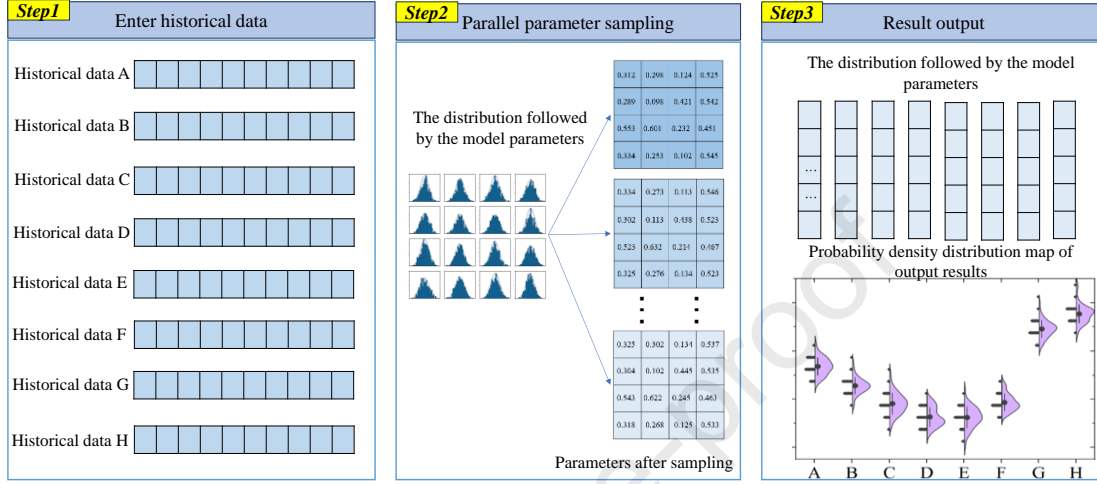 Step1
Enter historical data
Historical data A
Historical data B
Historical data C
Historical data D
Historical data E
Historical data F
Historical data G
Historical data H
Step2
Parallel parameter sampling
The distribution followed
by the model parameters
0.312 0.298 0.124 0.525
0.289 0.098 0.421 0.542
0.553 0.601 0.232 0.451
0.334 0.253 0.102 0.545
0.334 0.273 0.113 0.548
0.302 0.113 0.438 0.523
0.523 0.632 0.214 0.467
0.325 0.276 0.134 0.523
0.325 0.302 0.134 0.537
0.304 0.102 0.445 0.535
0.543 0.622 0.245 0.463
0.318 0.268 0.125 0.533
Parameters after sampling
Step3
Result output
The distribution followed by the model
parameters
...
...
Probability density distribution map of
output results
A B C D E F G H
e-proof